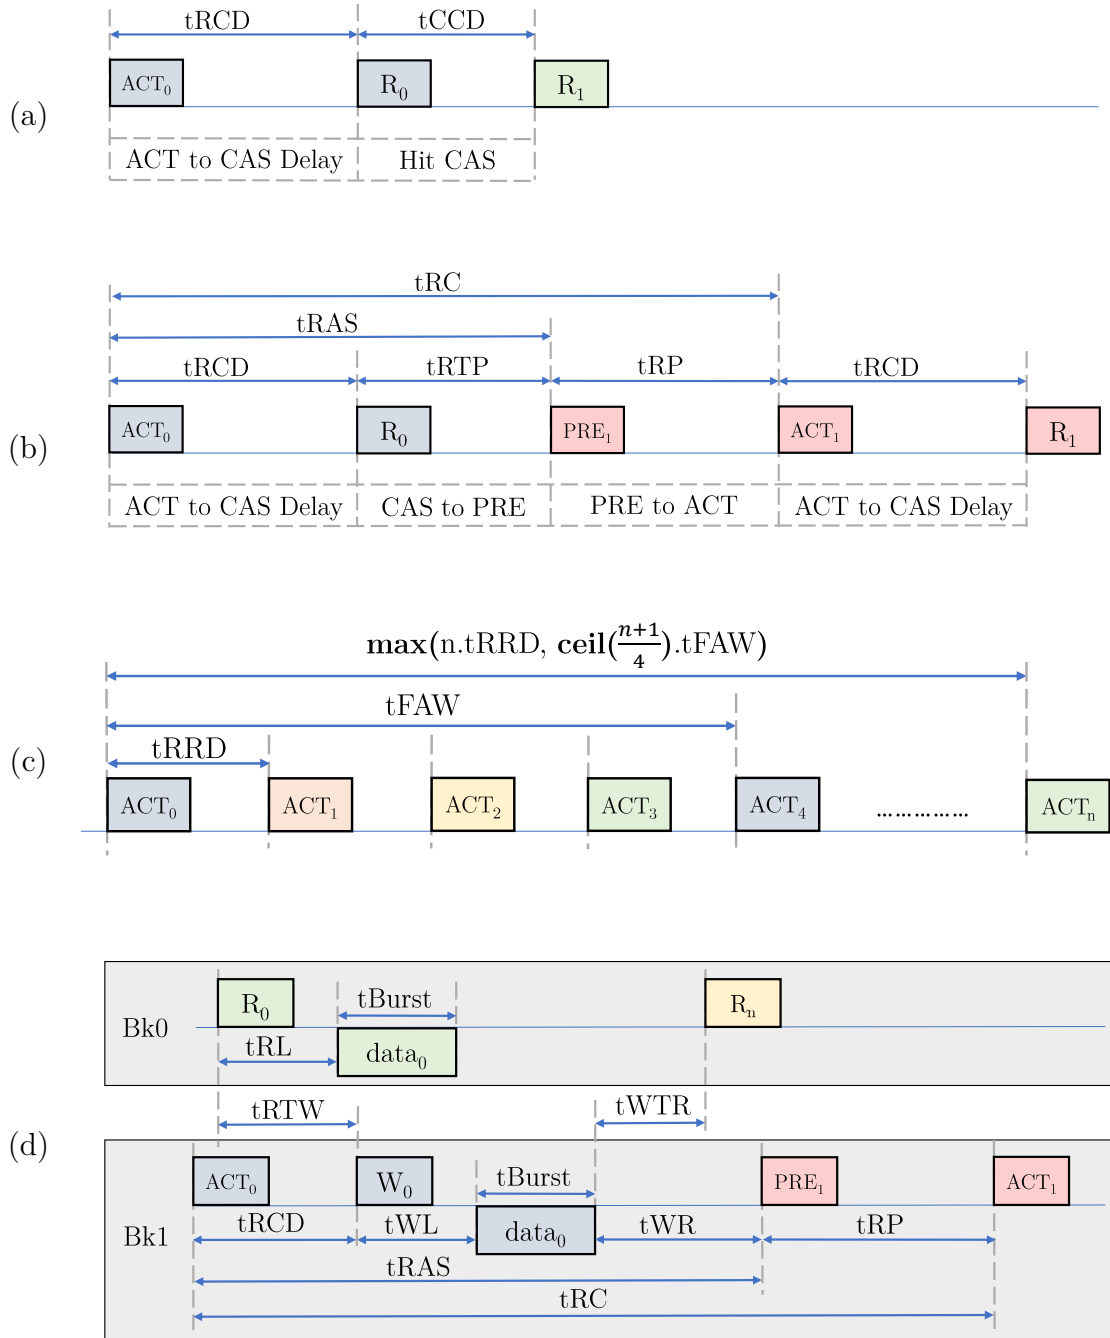 tRCD tCCD
ACT₀ R₀ R₁
(a)
ACT to CAS Delay Hit CAS
tRC
tRAS
tRCD tRTP tRP tRCD
ACT₀ R₀ PRE₁ ACT₁ R₁
(b)
ACT to CAS Delay CAS to PRE PRE to ACT ACT to CAS Delay
max(n.tRRD, ceil(\frac{n+1}{4}).tFAW)
tFAW
tRRD
(c)
ACT₀ ACT₁ ACT₂ ACT₃ ACT₄ ............... ACTₙ
R₀ tBurst Rₙ
Bk0
tRL data₀
tRTW tWTR
(d)
ACT₀ W₀ tBurst PRE₁ ACT₁
Bk1 tRCD tWL data₀ tWR tRP
tRAS
tRC